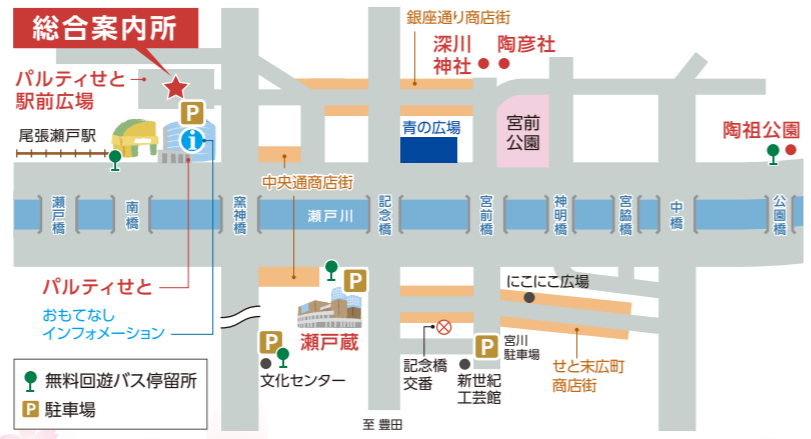 総合案内所
銀座通り商店街
深川
神社
陶彦社
パルティせと
駅前広場
P
i
尾張瀬戸駅
青の広場
宮前
公園
陶祖公園
中央通商店街
瀬戸橋
南橋
窯神橋
瀬戸川
記念橋
宮前橋
神明橋
宮脇橋
中橋
公園橋
パルティせと
おもてなし
インフォメーション
P
瀬戸蔵
にこにこ広場
P
文化センター
記念橋
交番
P
宮川
駐車場
新世紀
工芸館
せと末広町
商店街
無料回遊バス停留所
P 駐車場
至 豊田